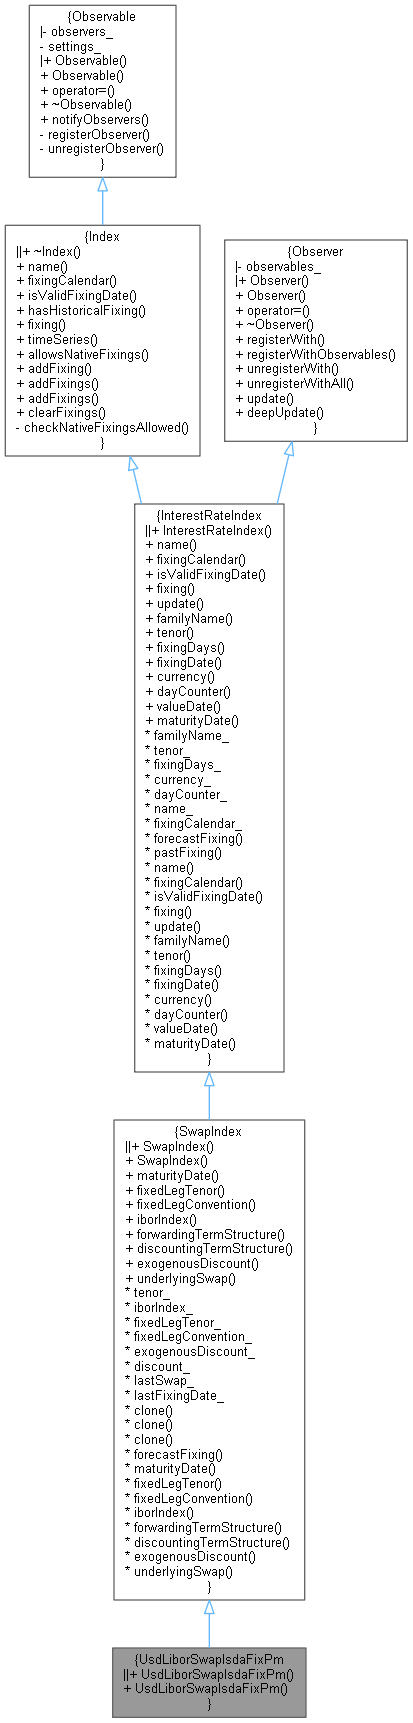 {Observable
|- observers_
- settings_
|+ Observable()
+ Observable()
+ operator=()
+ ~Observable()
+ notifyObservers()
- registerObserver()
- unregisterObserver()
}
{Index
||+ ~Index()
+ name()
+ fixingCalendar()
+ isValidFixingDate()
+ hasHistoricalFixing()
+ fixing()
+ timeSeries()
+ allowsNativeFixings()
+ addFixing()
+ addFixings()
+ addFixings()
+ clearFixings()
- checkNativeFixingsAllowed()
}
{Observer
|- observables_
|+ Observer()
+ Observer()
+ operator=()
+ ~Observer()
+ registerWith()
+ registerWithObservables()
+ unregisterWith()
+ unregisterWithAll()
+ update()
+ deepUpdate()
}
{InterestRateIndex
||+ InterestRateIndex()
+ name()
+ fixingCalendar()
+ isValidFixingDate()
+ fixing()
+ update()
+ familyName()
+ tenor()
+ fixingDays()
+ fixingDate()
+ currency()
+ dayCounter()
+ valueDate()
+ maturityDate()
* familyName_
* tenor_
* fixingDays_
* currency_
* dayCounter_
* name_
* fixingCalendar_
* forecastFixing()
* pastFixing()
* name()
* fixingCalendar()
* isValidFixingDate()
* fixing()
* update()
* familyName()
* tenor()
* fixingDays()
* fixingDate()
* currency()
* dayCounter()
* valueDate()
* maturityDate()
}
{SwapIndex
||+ SwapIndex()
+ SwapIndex()
+ maturityDate()
+ fixedLegTenor()
+ fixedLegConvention()
+ iborIndex()
+ forwardingTermStructure()
+ discountingTermStructure()
+ exogenousDiscount()
+ underlyingSwap()
* tenor_
* iborIndex_
* fixedLegTenor_
* fixedLegConvention_
* exogenousDiscount_
* discount_
* lastSwap_
* lastFixingDate_
* clone()
* clone()
* clone()
* forecastFixing()
* maturityDate()
* fixedLegTenor()
* fixedLegConvention()
* iborIndex()
* forwardingTermStructure()
* discountingTermStructure()
* exogenousDiscount()
* underlyingSwap()
}
{UsdLiborSwapIsdaFixPm
||+ UsdLiborSwapIsdaFixPm()
+ UsdLiborSwapIsdaFixPm()
}